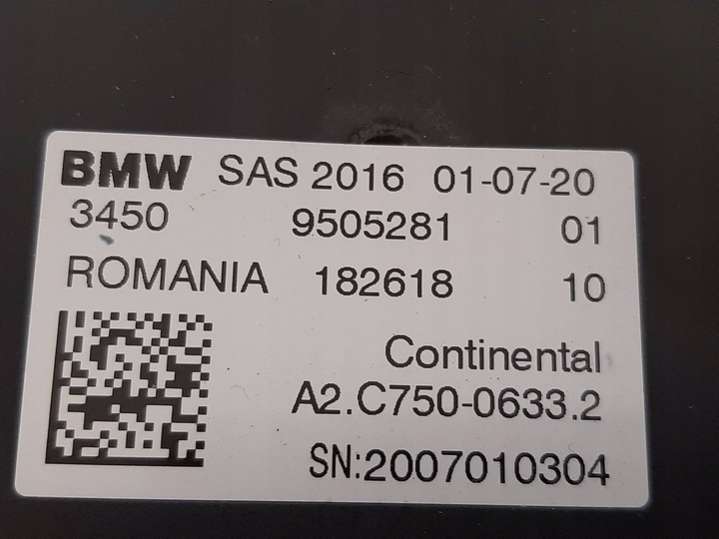 BMW SAS 2016 01-07-20
3450 9505281 01
ROMANIA 182618 10
Continental
A2.C750-0633.2
SN:2007010304